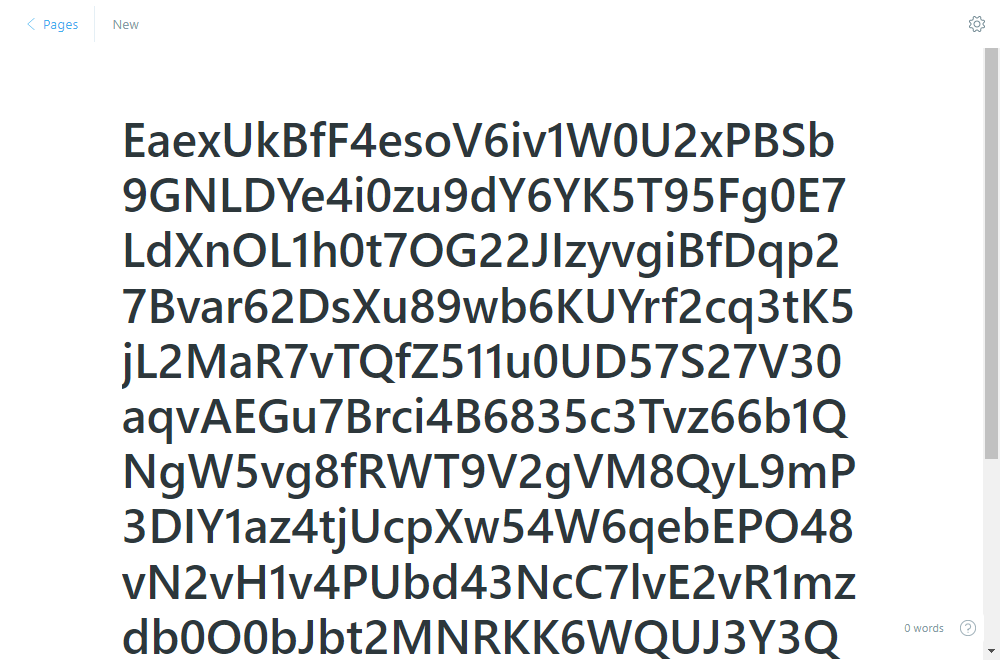 Pages
New
EaexUkBfF4esoV6iv1W0U2xPBSb
9GNLDYe4i0zu9dY6YK5T95Fg0E7
LdXnOL1h0t7OG22JIzyvgiBfDqp2
7Bvar62DsXu89wb6KUYrf2cq3tK5
jL2MaR7vTQfZ511u0UD57S27V30
aqvAEGu7Brci4B6835c3Tvz66b1Q
NgW5vg8fRWT9V2gVM8QyL9mP
3DIY1az4tjUcpXw54W6qebEPO48
vN2vH1v4PUbd43NcC7lvE2vR1mz
db0O0bJbt2MNRKK6WQUJ3Y3Q
0 words
?